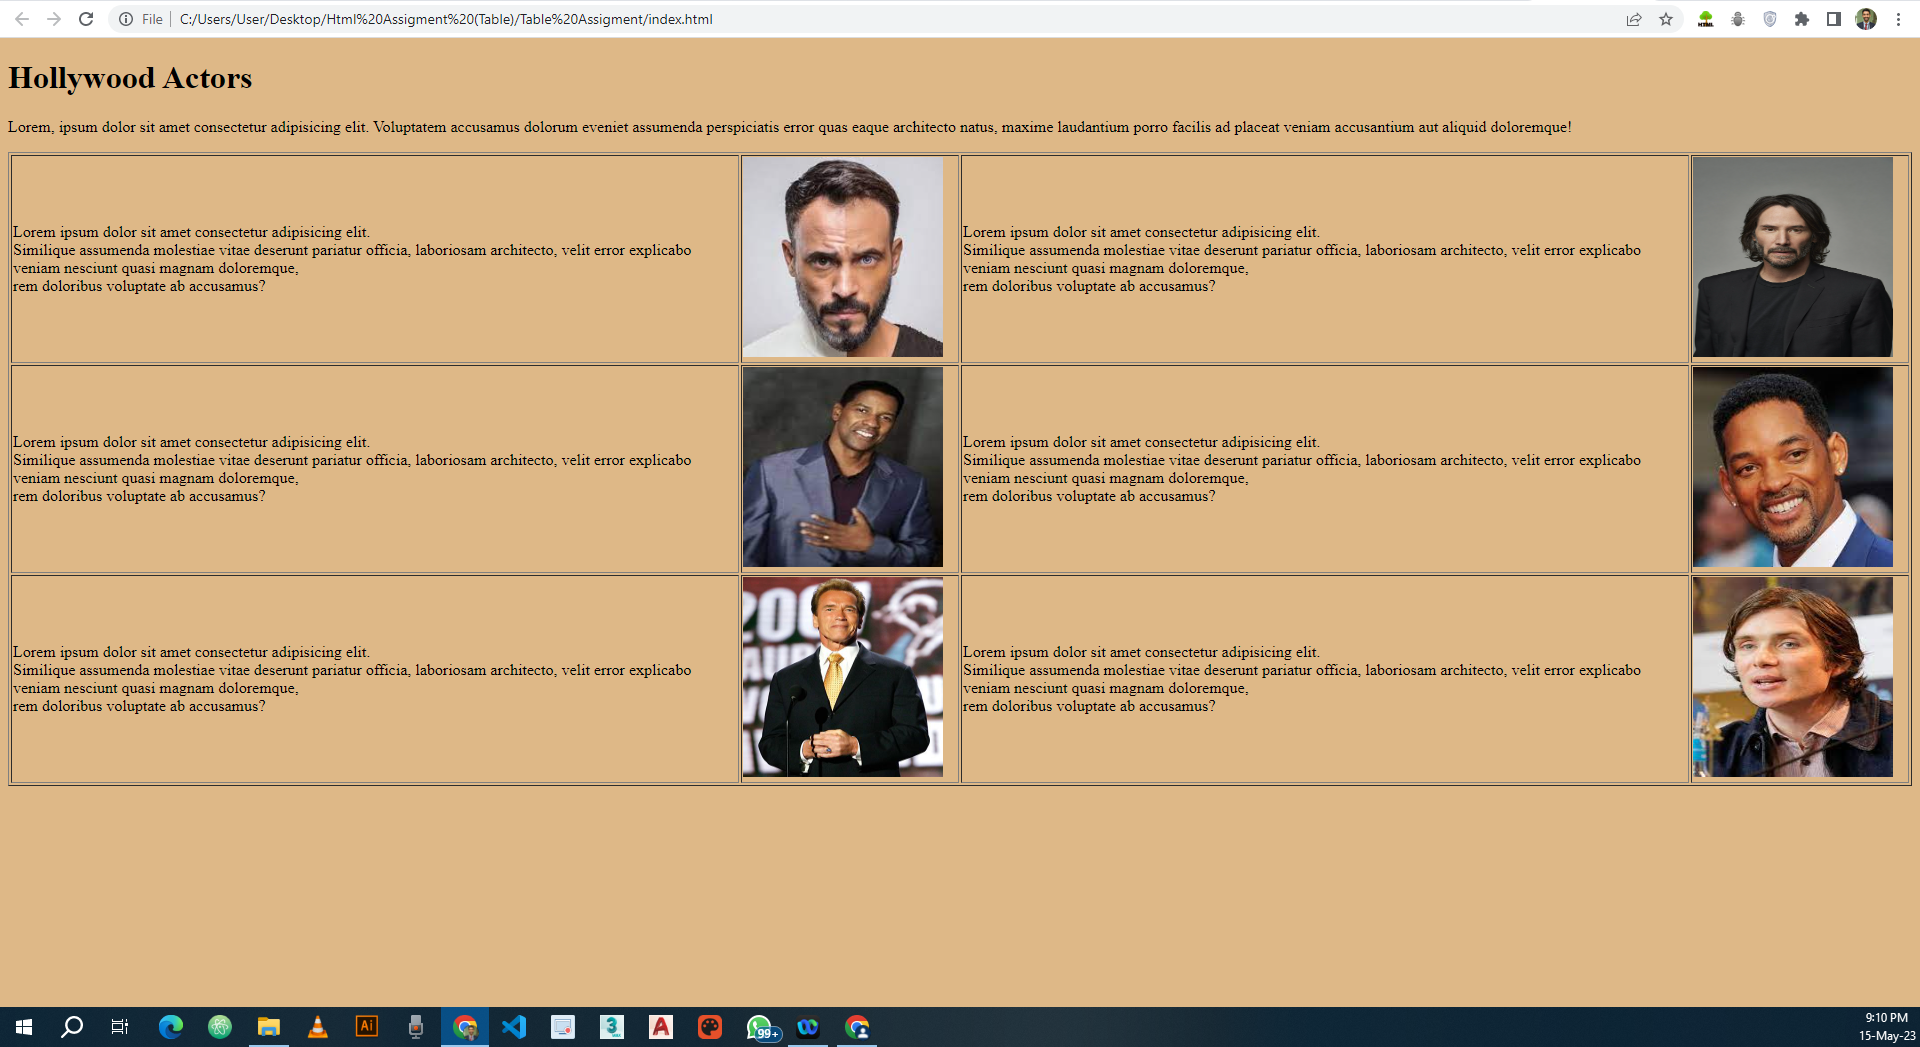 File
C:/Users/User/Desktop/Html%20Assigment%20(Table)/Table%20Assigment/index.html
HTML
Hollywood Actors
Lorem, ipsum dolor sit amet consectetur adipisicing elit. Voluptatem accusamus dolorum eveniet assumenda perspiciatis error quas eaque architecto natus, maxime laudantium porro facilis ad placeat veniam accusantium aut aliquid doloremque!
Lorem ipsum dolor sit amet consectetur adipisicing elit.
Similique assumenda molestiae vitae deserunt pariatur officia, laboriosam architecto, velit error explicabo
veniam nesciunt quasi magnam doloremque,
rem doloribus voluptate ab accusamus?
Lorem ipsum dolor sit amet consectetur adipisicing elit.
Similique assumenda molestiae vitae deserunt pariatur officia, laboriosam architecto, velit error explicabo
veniam nesciunt quasi magnam doloremque,
rem doloribus voluptate ab accusamus?
Lorem ipsum dolor sit amet consectetur adipisicing elit.
Similique assumenda molestiae vitae deserunt pariatur officia, laboriosam architecto, velit error explicabo
veniam nesciunt quasi magnam doloremque,
rem doloribus voluptate ab accusamus?
Lorem ipsum dolor sit amet consectetur adipisicing elit.
Similique assumenda molestiae vitae deserunt pariatur officia, laboriosam architecto, velit error explicabo
veniam nesciunt quasi magnam doloremque,
rem doloribus voluptate ab accusamus?
Lorem ipsum dolor sit amet consectetur adipisicing elit.
Similique assumenda molestiae vitae deserunt pariatur officia, laboriosam architecto, velit error explicabo
veniam nesciunt quasi magnam doloremque,
rem doloribus voluptate ab accusamus?
200
Lorem ipsum dolor sit amet consectetur adipisicing elit.
Similique assumenda molestiae vitae deserunt pariatur officia, laboriosam architecto, velit error explicabo
veniam nesciunt quasi magnam doloremque,
rem doloribus voluptate ab accusamus?
Ai
3
A
99+
9:10 PM
15-May-23